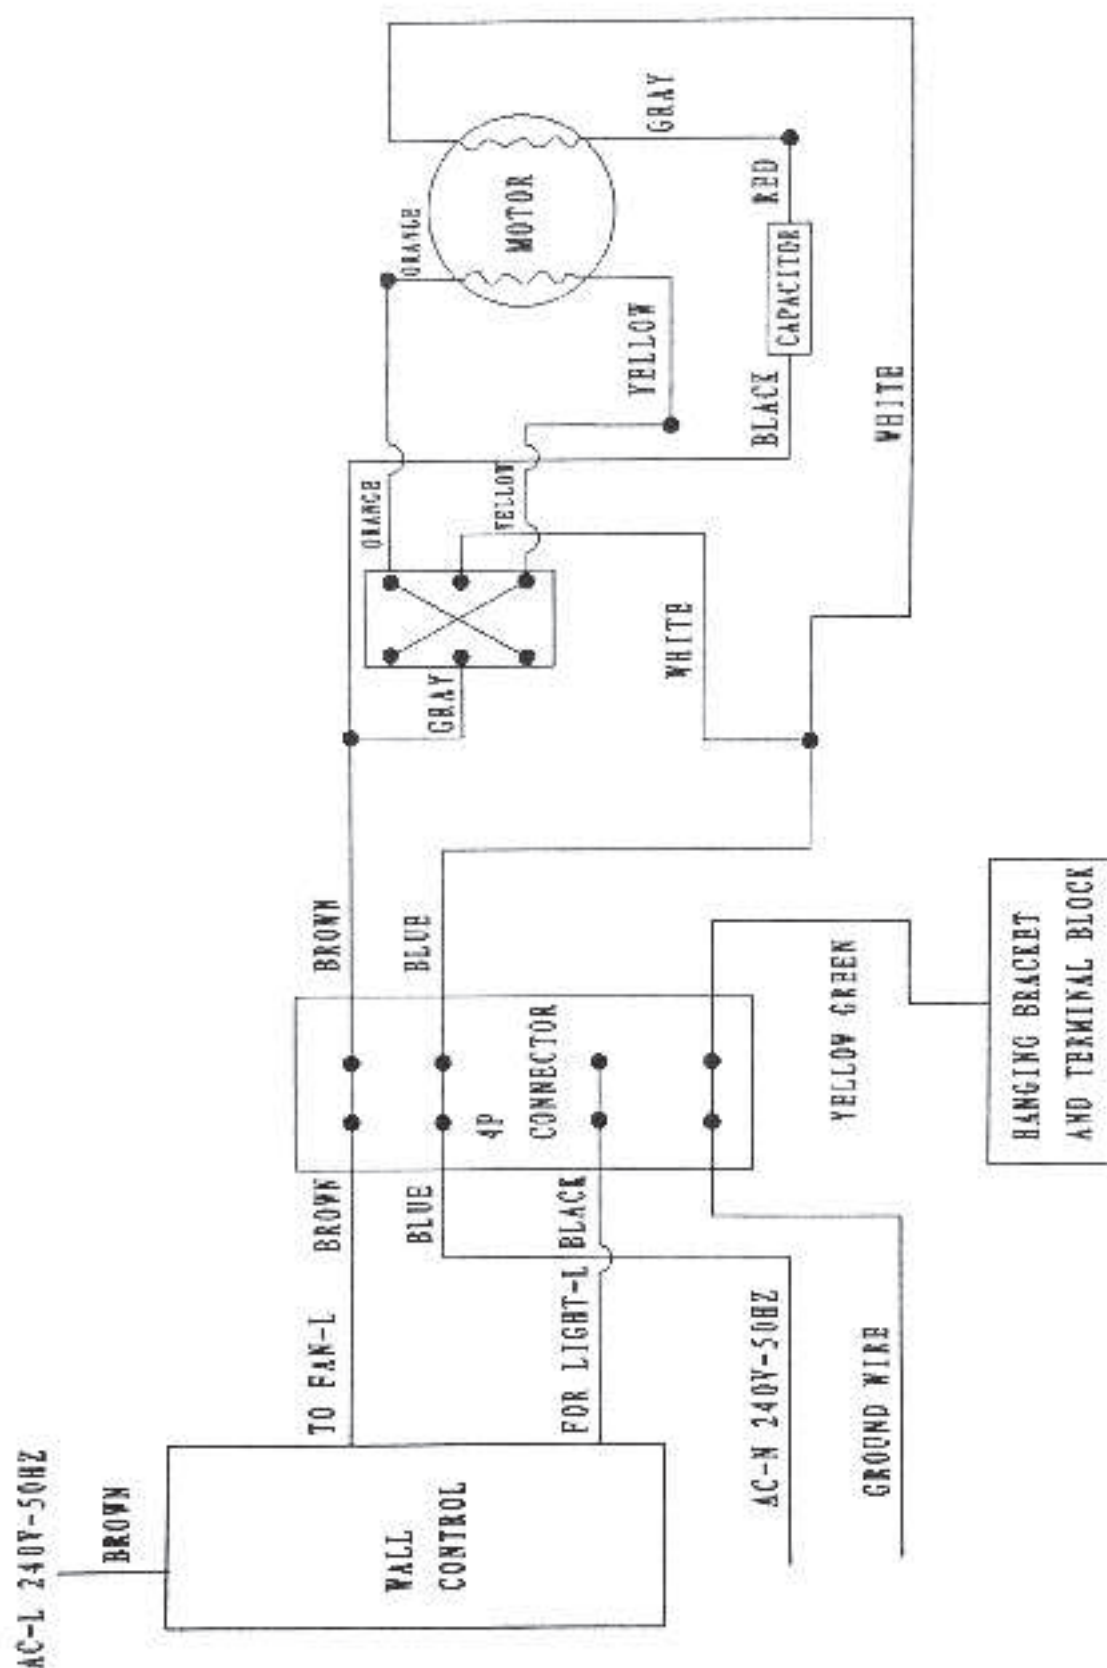 AC-L 240V-50HZ
BROWN
WALL
CONTROL
TO FAN-L
BROWN
BLUE
FOR LIGHT-L BLACK
AC-N 240V-50HZ
GROUND WIRE
4P
CONNECTOR
BROWN
BLUE
YELLOW GREEN
HANGING BRACKET
AND TERMINAL BLOCK
GRAY
WHITE
ORANGE
YELLOW
BLACK
CAPACITOR
RED
YELLOW
ORANGE
MOTOR
GRAY
WHITE